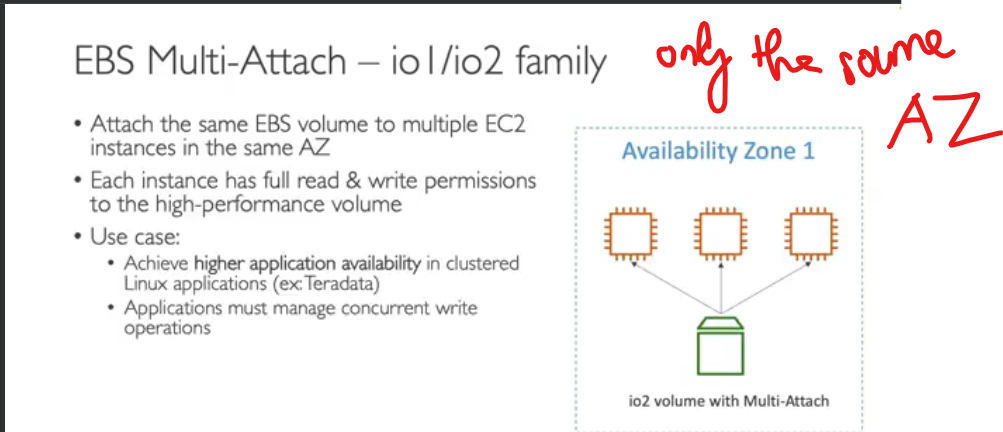 EBS Multi-Attach – io1/io2 family
only the same
AZ
• Attach the same EBS volume to multiple EC2
instances in the same AZ
• Each instance has full read & write permissions
to the high-performance volume
• Use case:
• Achieve higher application availability in clustered
Linux applications (ex: Teradata)
• Applications must manage concurrent write
operations
Availability Zone 1
io2 volume with Multi-Attach